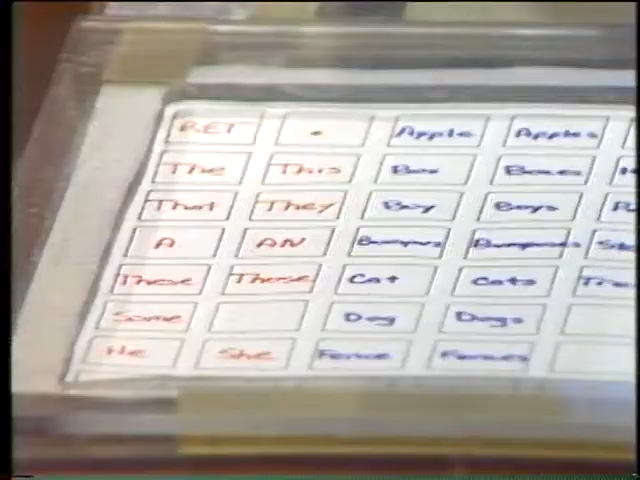 RET . Apple Apples
The This Box Boxes
That They Boy Boys
A AN
These Those Cat Cats
Some Dog Dogs
He She Fence Fences